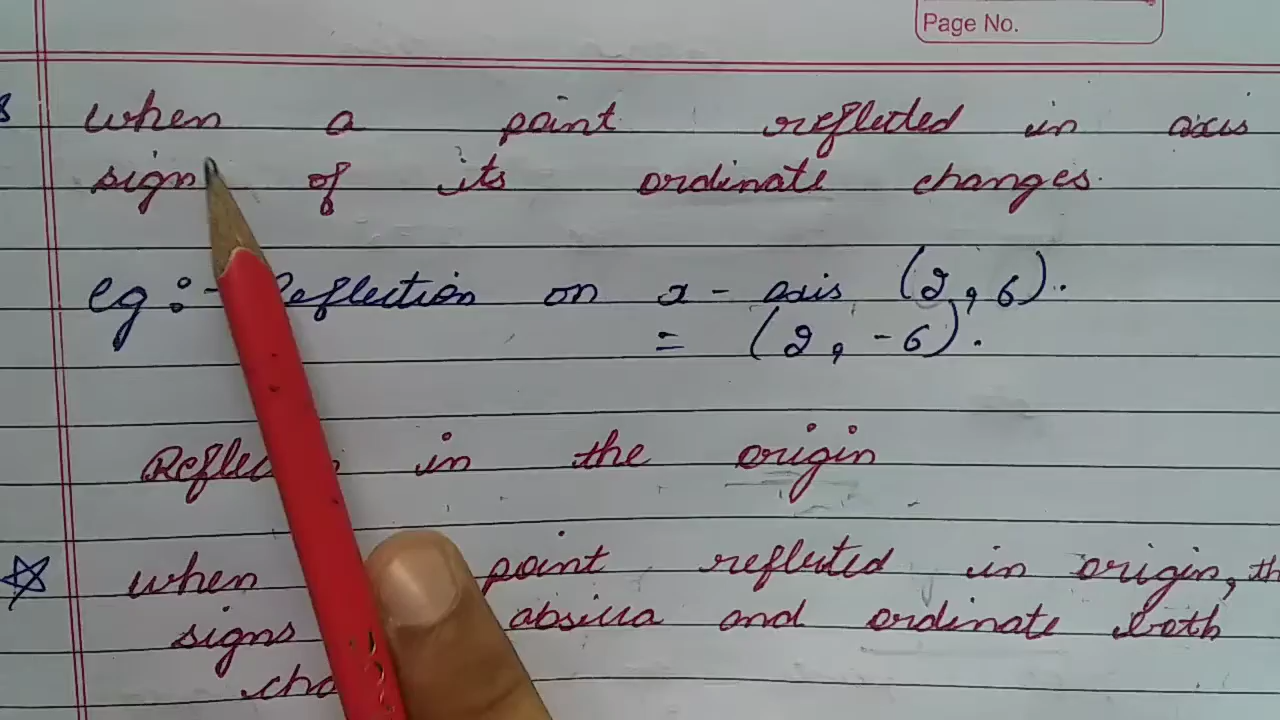 Page No.
when a point reflected in axis
sign of its ordinate changes.
eg:- Reflection on x - axis (2, 6).
= (2, -6).
in the origin
when point reflected in origin,
signs and ordinate both